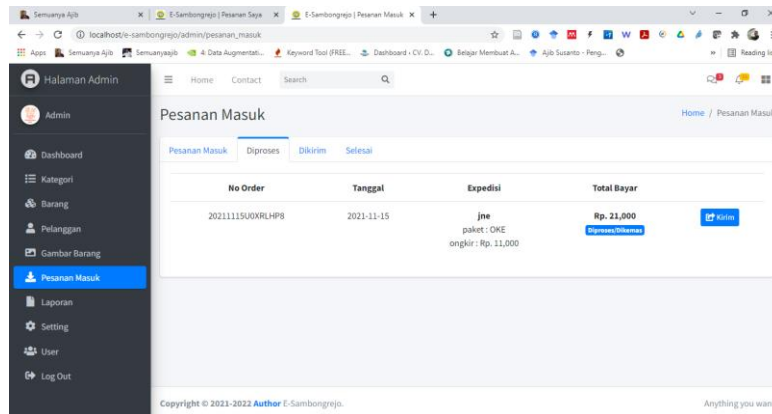 Semuanya Ajib
E-Sambongrejo | Pesanan Saya
E-Sambongrejo | Pesanan Masuk
localhost/e-sambongrejo/admin/pesanan_masuk
Apps Semuanya Ajib Semuanyaajib 4: Data Augmentati... Keyword Tool (FREE... Dashboard ‹ CV. D... Belajar Membuat A... Ajib Susanto - Peng... » Reading li
Halaman Admin
Home Contact Search
Admin
Pesanan Masuk
Home / Pesanan Masu
Dashboard
Kategori
Barang
Pelanggan
Gambar Barang
Pesanan Masuk
Laporan
Setting
User
Log Out
Pesanan Masuk Diproses Dikirim Selesai
No Order Tanggal Expedisi Total Bayar
20211115U0XRLHP8 2021-11-15 jne Rp. 21,000 Kirim
paket : OKE Diproses/Dikemas
ongkir : Rp. 11,000
Copyright © 2021-2022 Author E-Sambongrejo.
Anything you wan